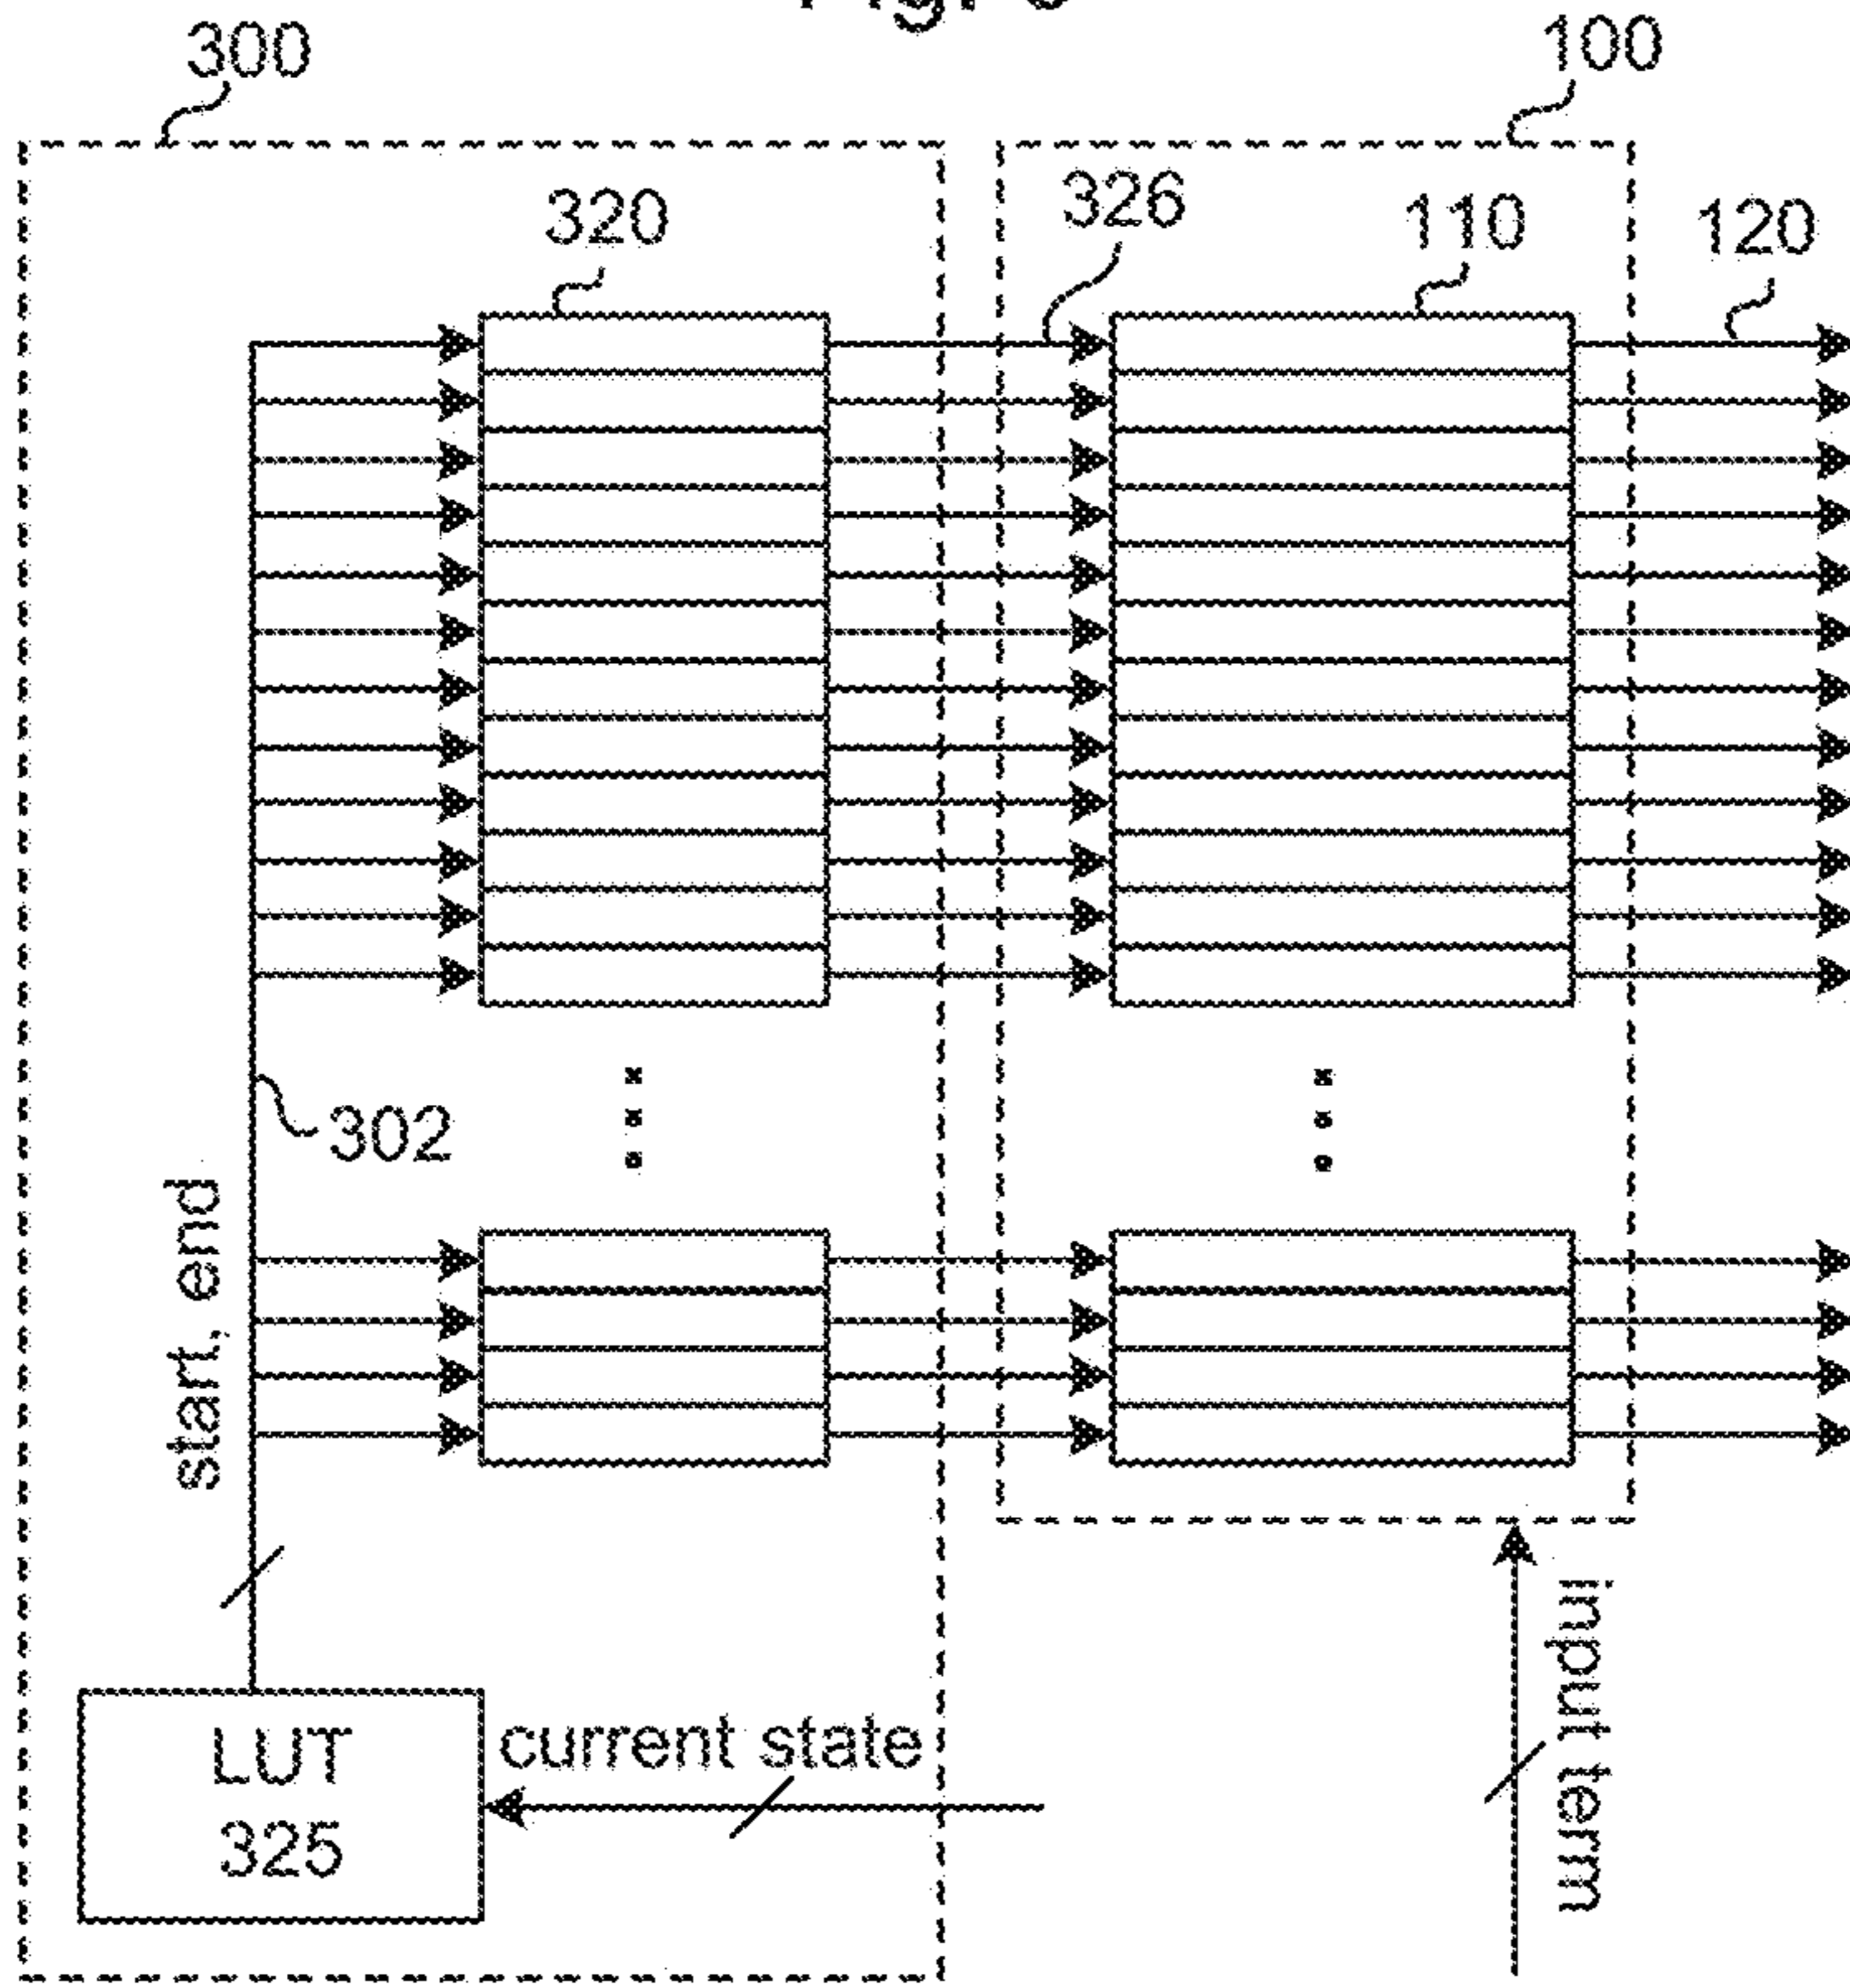 300
100
320
326
110
120
302
start, end
LUT
325
current state
input term